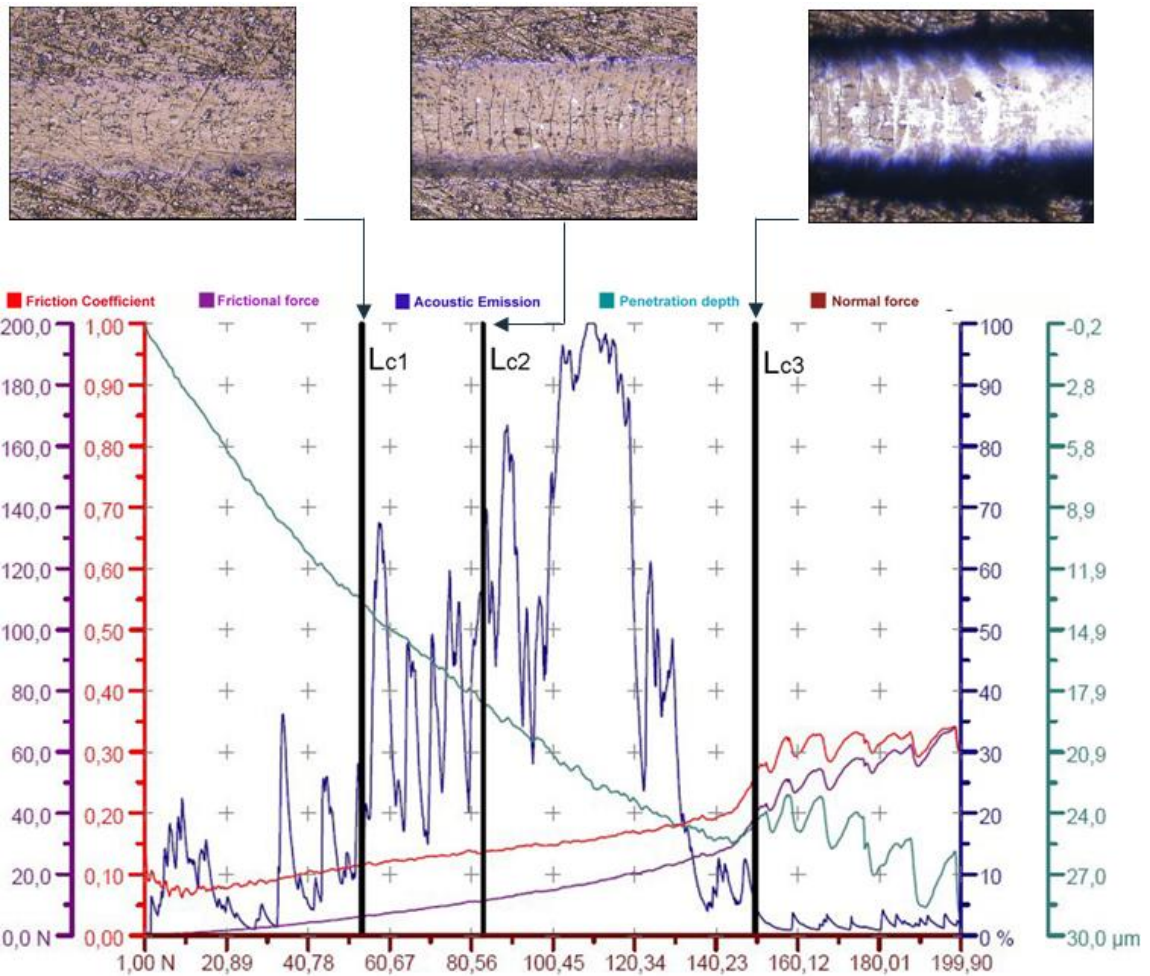 Friction Coefficient Frictional force Acoustic Emission Penetration depth Normal force
Lc1
Lc2
Lc3
200,0 1,00 100 -0,2
180,0 0,90 90 2,8
160,0 0,80 80 5,8
140,0 0,70 70 8,9
120,0 0,60 60 11,9
100,0 0,50 50 14,9
80,0 0,40 40 17,9
60,0 0,30 30 20,9
40,0 0,20 20 24,0
20,0 0,10 10 27,0
0,0 N 0,00 0 % 30,0 µm
1,00 N 20,89 40,78 60,67 80,56 100,45 120,34 140,23 160,12 180,01 199,90